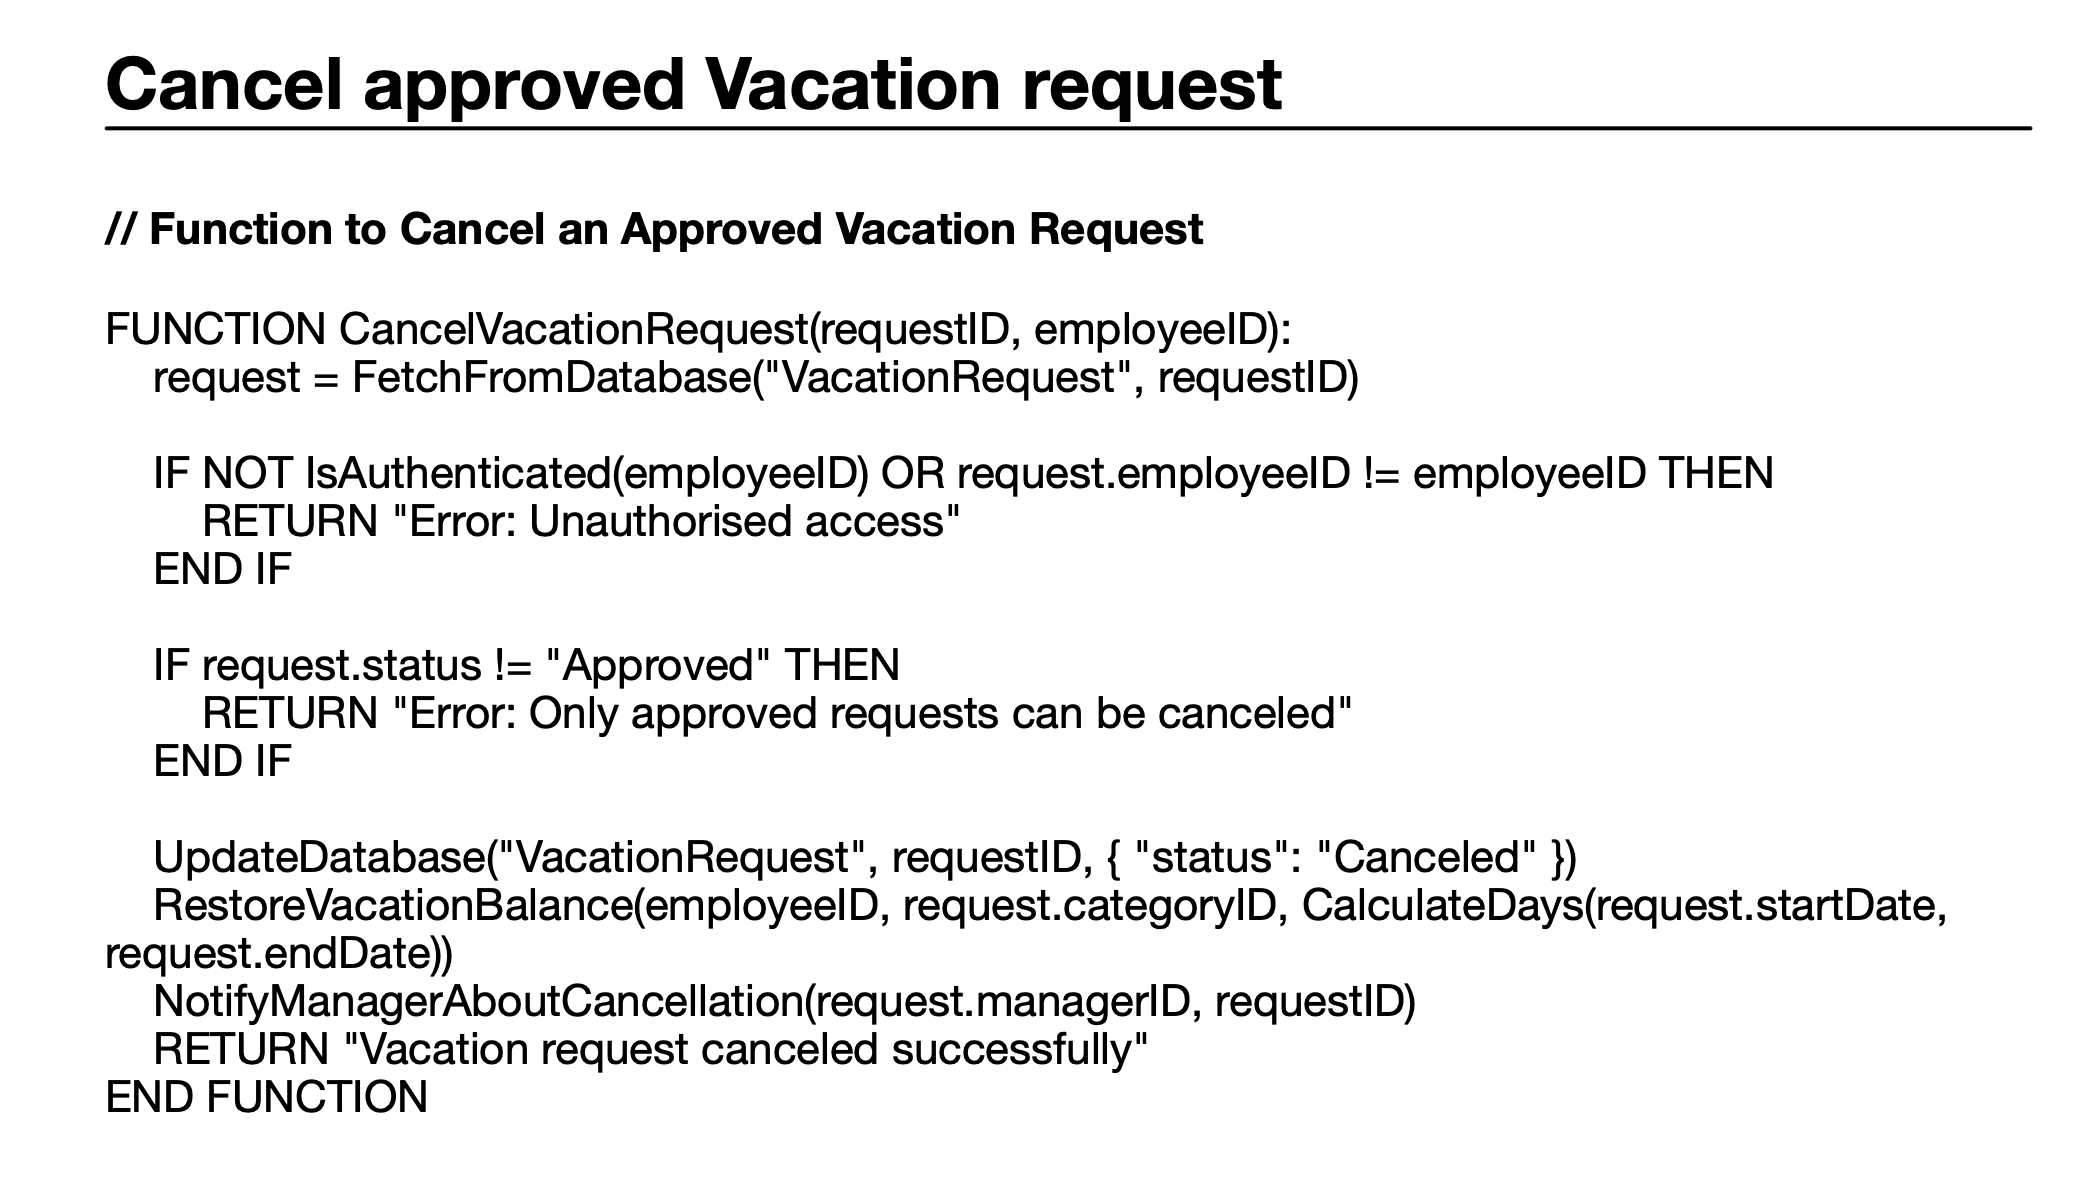 Cancel approved Vacation request
// Function to Cancel an Approved Vacation Request
FUNCTION CancelVacationRequest(requestID, employeeID):
request = FetchFromDatabase("VacationRequest", requestID)
IF NOT IsAuthenticated(employeeID) OR request.employeeID != employeeID THEN
RETURN "Error: Unauthorised access"
END IF
IF request.status != "Approved" THEN
RETURN "Error: Only approved requests can be canceled"
END IF
UpdateDatabase("VacationRequest", requestID, { "status": "Canceled" })
RestoreVacationBalance(employeeID, request.categoryID, CalculateDays(request.startDate,
request.endDate))
NotifyManagerAboutCancellation(request.managerID, requestID)
RETURN "Vacation request canceled successfully"
END FUNCTION